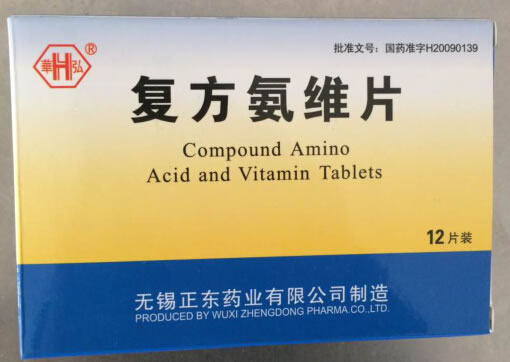 華H弘®
批准文号：国药准字H20090139
复方氨维片
Compound Amino
Acid and Vitamin Tablets
12片装
无锡正东药业有限公司制造
PRODUCED BY WUXI ZHENGDONG PHARMA.CO.,LTD.